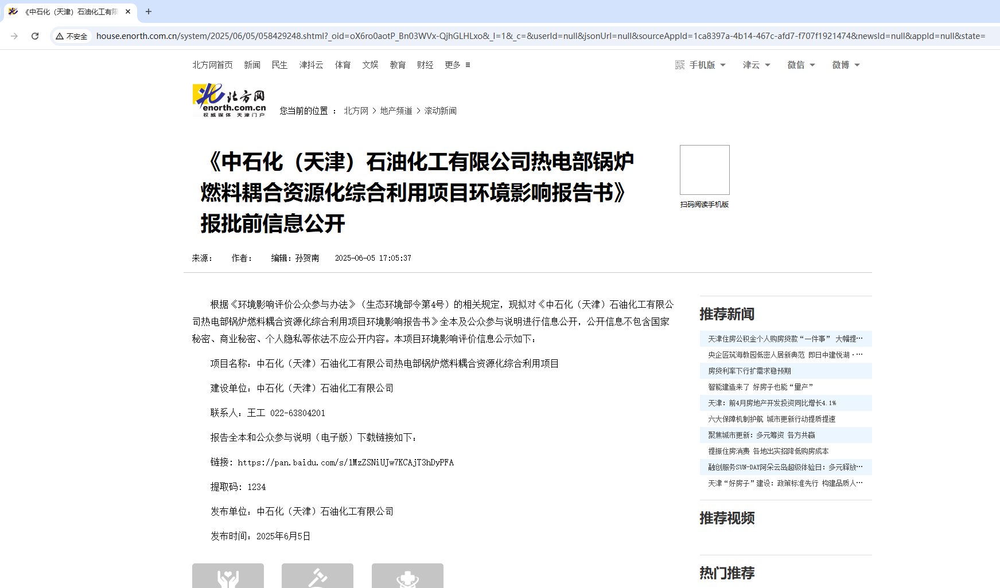 《中石化（天津）石油化工有限
不安全
house.enorth.com.cn/system/2025/06/05/058429248.shtml?_oid=oX6ro0aotP_Bn03WVx-QjhGLHLxo&_l=1&_c=&userId=null&jsonUrl=null&sourceAppId=1ca8397a-4b14-467c-afd7-f707f1921474&newsId=null&appId=null&state=
北方网首页 新闻 民生 津抖云 体育 文娱 教育 财经 更多
手机版 津云 微信 微博
北方网
enorth.com.cn
权威媒体 天津门户
您当前的位置 ： 北方网 > 地产频道 > 滚动新闻
《中石化（天津）石油化工有限公司热电部锅炉
燃料耦合资源化综合利用项目环境影响报告书》
报批前信息公开
扫码阅读手机版
来源： 作者： 编辑：孙贺南 2025-06-05 17:05:37
根据《环境影响评价公众参与办法》（生态环境部令第4号）的相关规定，现拟对《中石化（天津）石油化工有限公
司热电部锅炉燃料耦合资源化综合利用项目环境影响报告书》全本及公众参与说明进行信息公开，公开信息不包含国家
秘密、商业秘密、个人隐私等依法不应公开内容。本项目环境影响评价信息公示如下：
项目名称：中石化（天津）石油化工有限公司热电部锅炉燃料耦合资源化综合利用项目
建设单位：中石化（天津）石油化工有限公司
联系人：王工 022-63804201
报告全本和公众参与说明（电子版）下载链接如下：
链接: https://pan.baidu.com/s/1MzZSNiUJw7KCAjT3hDyPFA
提取码: 1234
发布单位：中石化（天津）石油化工有限公司
发布时间：2025年6月5日
推荐新闻
天津住房公积金个人购房贷款“一件事” 大幅提…
央企匠筑海教园低密人居新典范 即日中建悦湖·…
房贷利率下行扩需求稳预期
智能建造来了 好房子也能“量产”
天津：前4月房地产开发投资同比增长4.1%
六大保障机制护航 城市更新行动提质提速
聚焦城市更新：多元筹资 各方共赢
提振住房消费 各地出实招降低购房成本
融创服务SUN-DAY阿朵云岛超级体验日：多元释放…
天津“好房子”建设：政策标准先行 构建品质人…
推荐视频
热门推荐